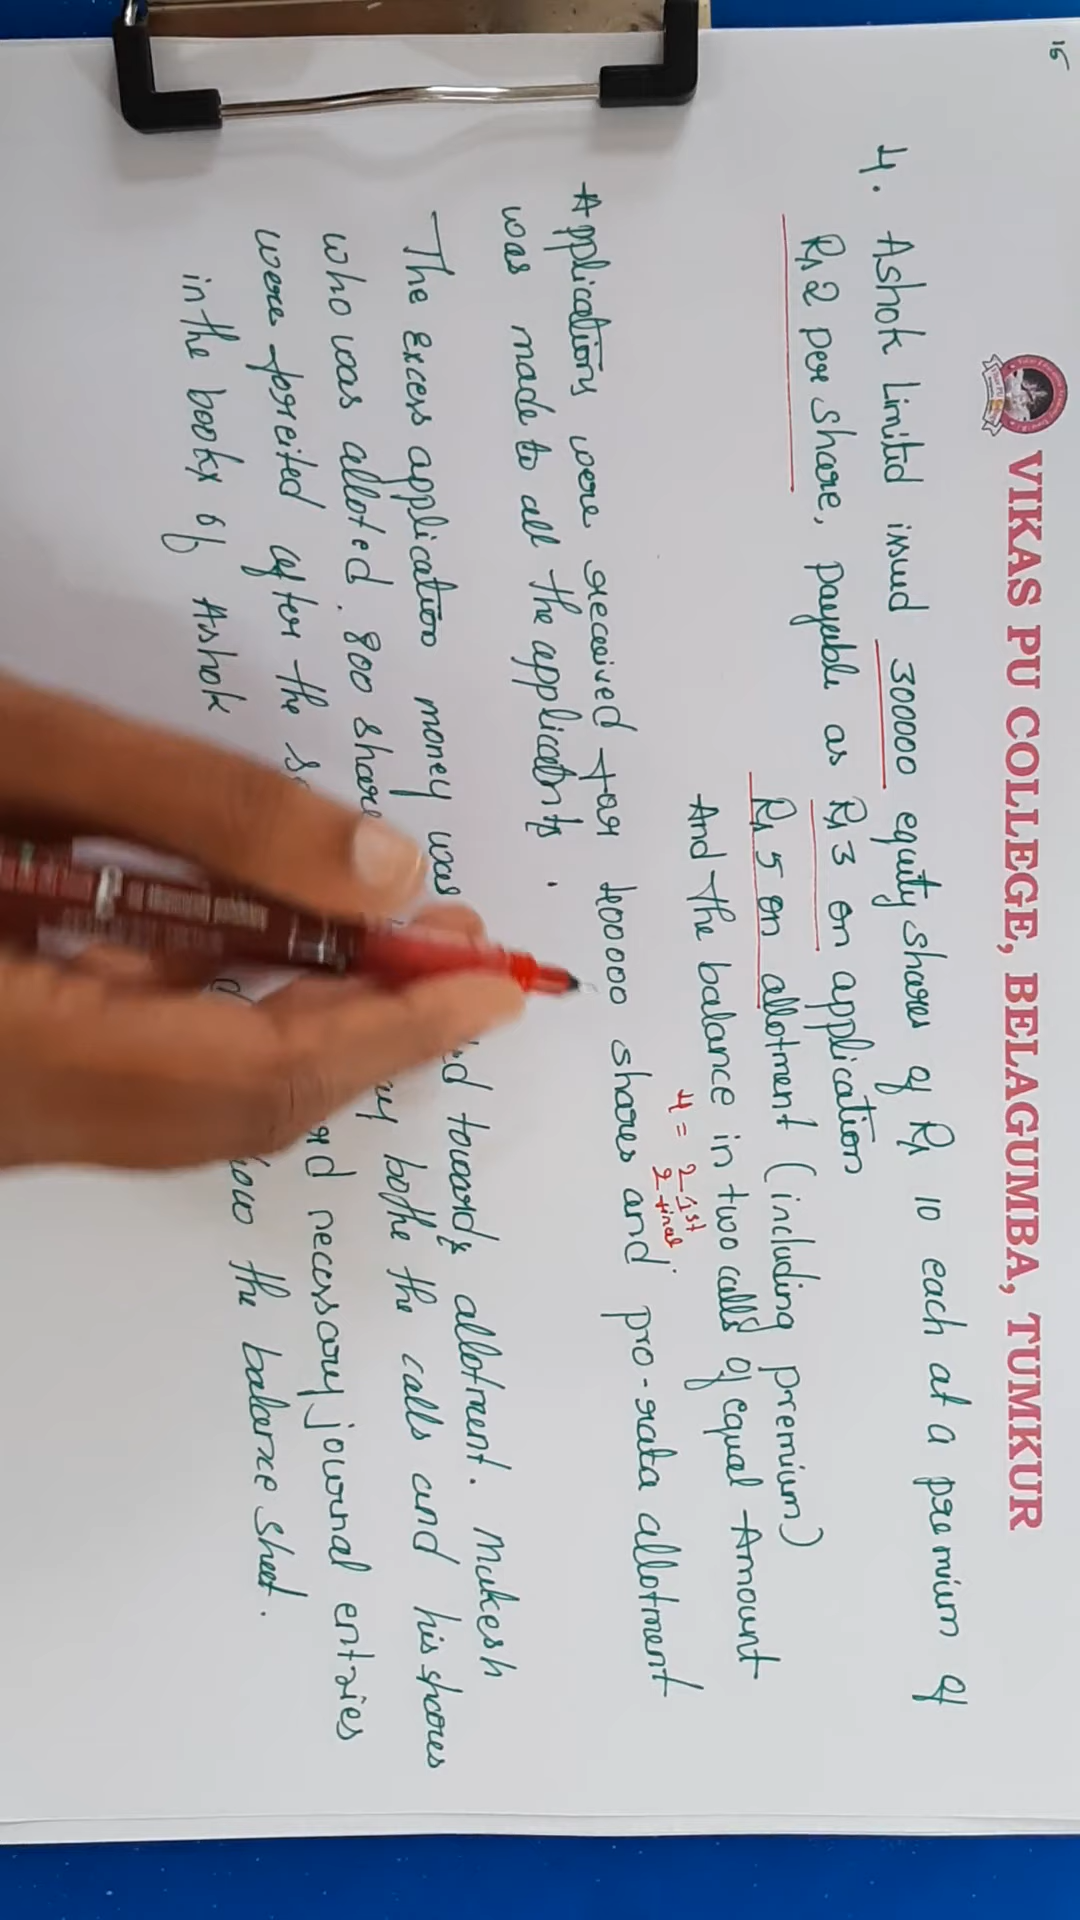 15
VIKAS PU COLLEGE, BELAGUMBA, TUMKUR
4. Ashok Limited issued 300000 equity shares of Rs 10 each at a premium of
Rs 2 per share, payable as Rs 3 on application
Rs 5 on allotment (including premium)
And the balance in two calls of equal Amount
4 = 2 1st
2 final
Applications were received for 400000 shares and pro-rata allotment
was made to all the applicants.
The excess application money was towards allotment. Mukesh
who was alloted 800 share bothe the calls and his shares
were forcited after the necessary journal entries
in the books of Ashok the balance sheet.